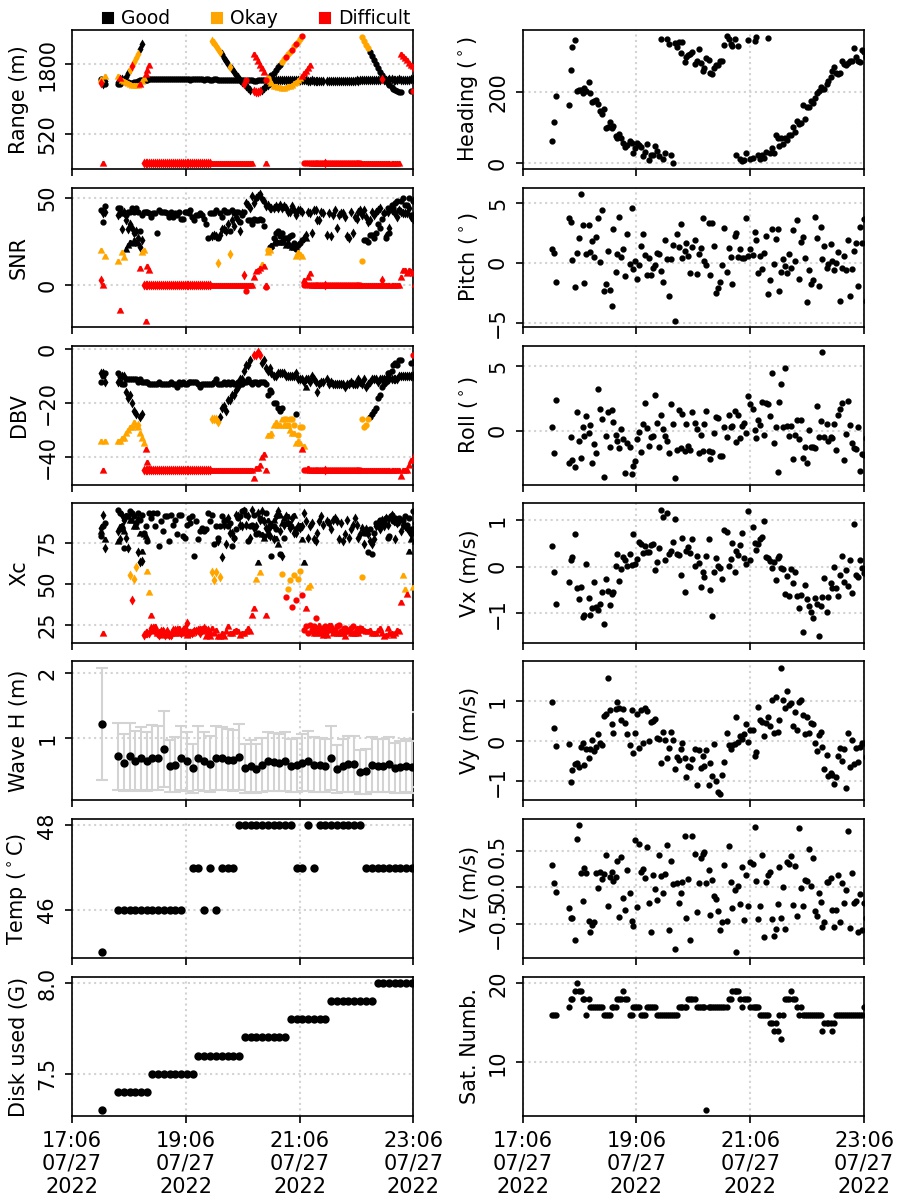 Good Okay Difficult
Range (m)
1800
520
Heading (°)
200
0
SNR
50
0
Pitch (°)
5
0
−5
DBV
0
−20
−40
Roll (°)
5
0
Xc
75
50
25
Vx (m/s)
1
0
−1
Wave H (m)
2
1
Vy (m/s)
1
0
−1
Temp (°C)
48
46
Vz (m/s)
0.5
0.0
−0.5
Disk used (G)
8.0
7.5
Sat. Numb.
20
10
17:06 19:06 21:06 23:06 17:06 19:06 21:06 23:06
07/27 07/27 07/27 07/27 07/27 07/27 07/27 07/27
2022 2022 2022 2022 2022 2022 2022 2022